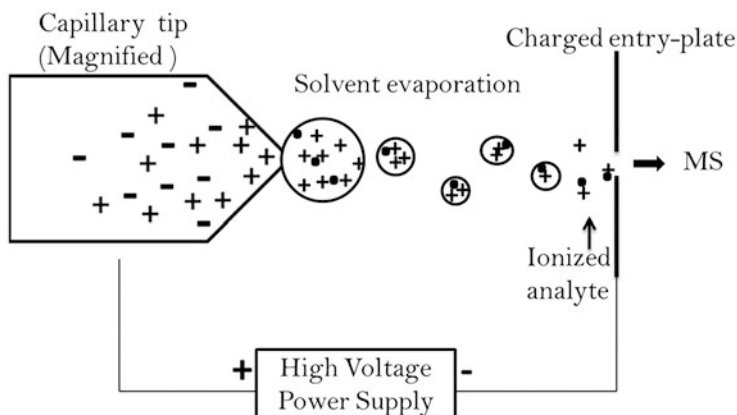 Capillary tip
(Magnified )
Charged entry-plate
Solvent evaporation
MS
Ionized
analyte
+
High Voltage
Power Supply
-